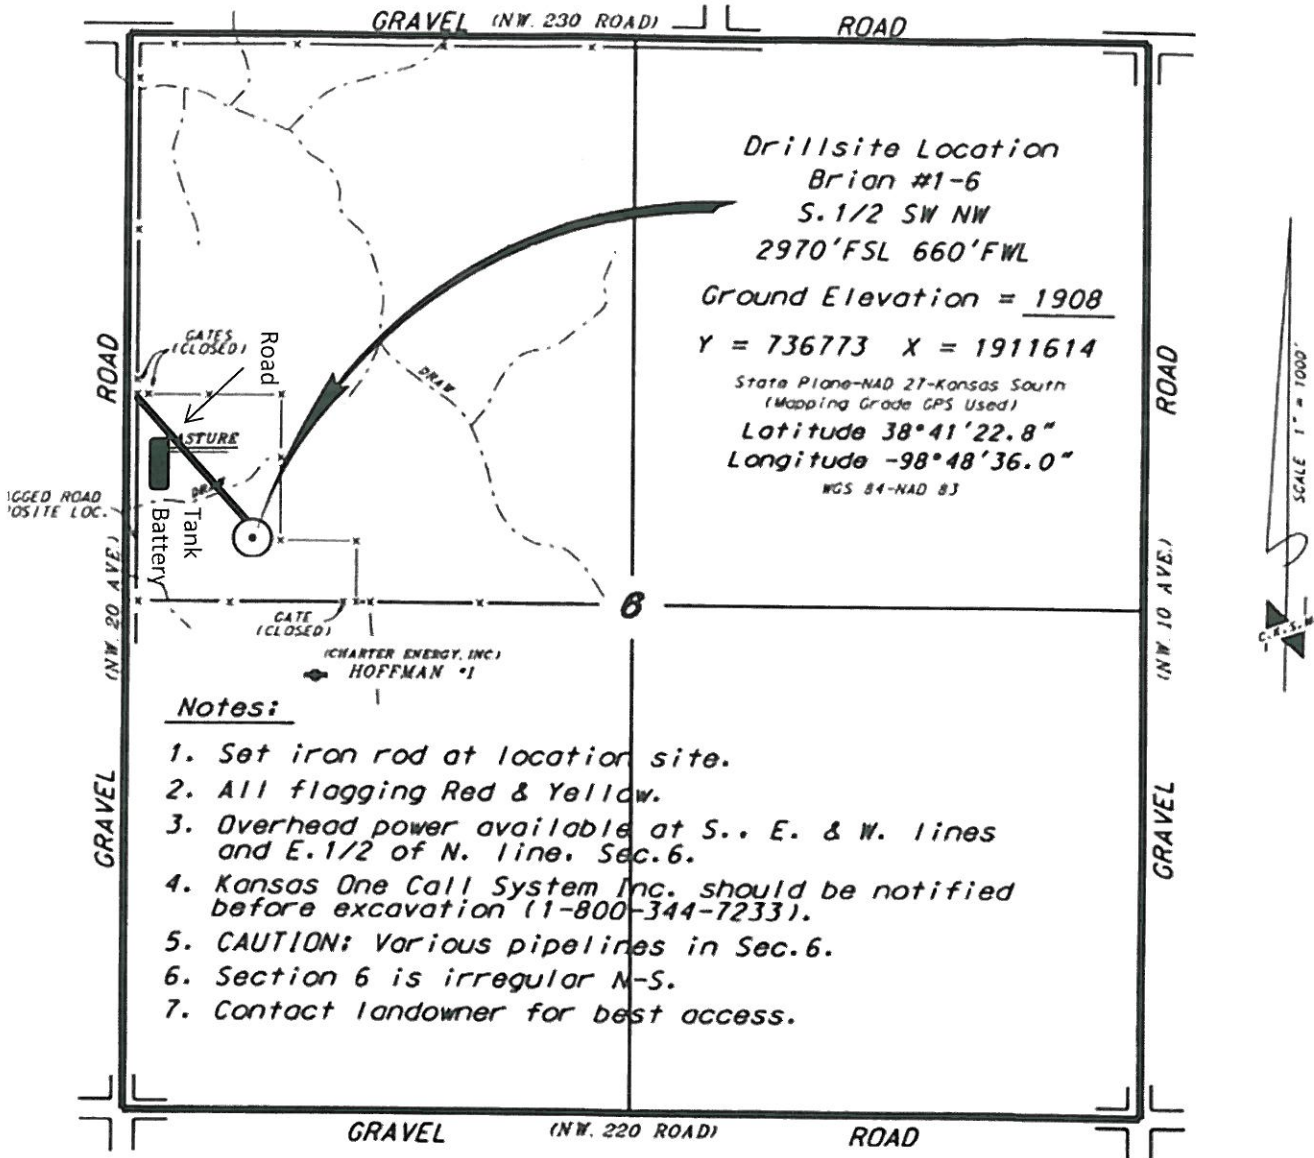 GRAVEL (NW. 230 ROAD) ROAD
Drillsite Location
Brian #1-6
S. 1/2 SW NW
2970'FSL 660'FWL
Ground Elevation = 1908
Y = 736773 X = 1911614
State Plane-NAD 27-Kansas South
(Mapping Grade GPS Used)
Latitude 38°41'22.8"
Longitude -98°48'36.0"
WGS 84-NAD 83
GATES
(CLOSED)
Road
ROAD
ASTURE
DRAW
DRAW
GGED ROAD
OSITE LOC.
Tank
Battery
(NW. 20 AVE.)
GRAVEL
GATE
(CLOSED)
6
(CHARTER ENERGY, INC)
HOFFMAN #1
ROAD
(NW. 10 AVE.)
GRAVEL
SCALE 1" = 1000'
C.K.S.W.
Notes:
1. Set iron rod at location site.
2. All flagging Red & Yellow.
3. Overhead power available at S.. E. & W. lines
and E.1/2 of N. line. Sec.6.
4. Kansas One Call System Inc. should be notified
before excavation (1-800-344-7233).
5. CAUTION: Various pipelines in Sec.6.
6. Section 6 is irregular N-S.
7. Contact landowner for best access.
GRAVEL (NW. 220 ROAD) ROAD